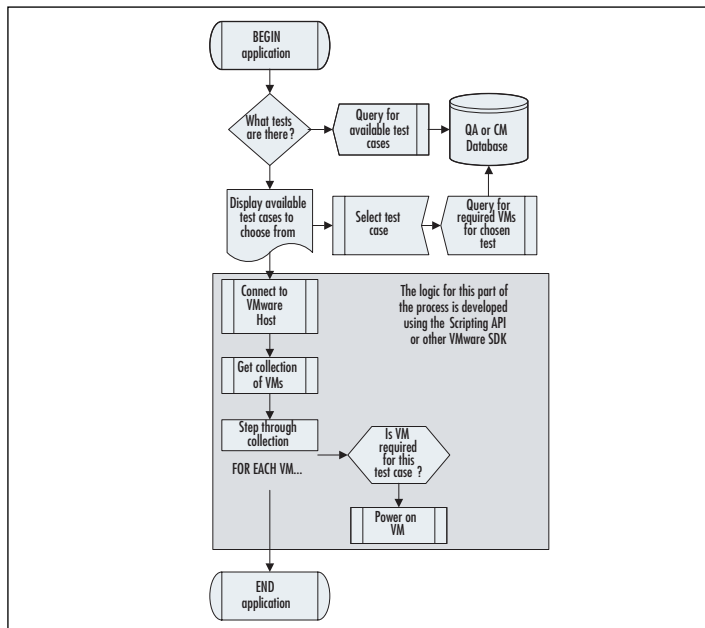 BEGIN
application
What tests
are there?
Query for
available test
cases
QA or CM
Database
Display available
test cases to
choose from
Select test
case
Query for
required VMs
for chosen
test
Connect to
VMware
Host
The logic for this part of
the process is developed
using the Scripting API
or other VMware SDK
Get collection
of VMs
Step through
collection
Is VM
required
for this
test case ?
FOR EACH VM...
Power on
VM
END
application